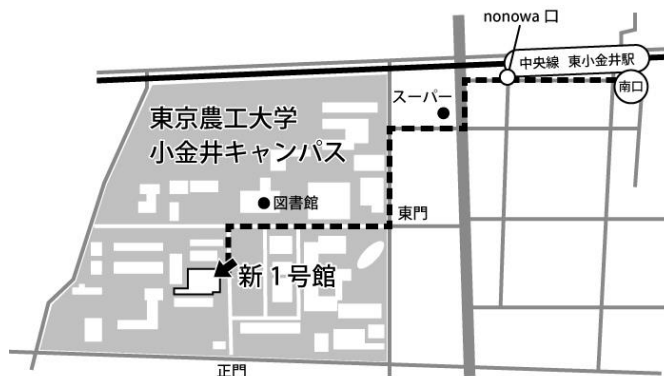 nonowa 口
中央線 東小金井駅
南口
スーパー
東京農工大学
小金井キャンパス
図書館
東門
新1号館
正門